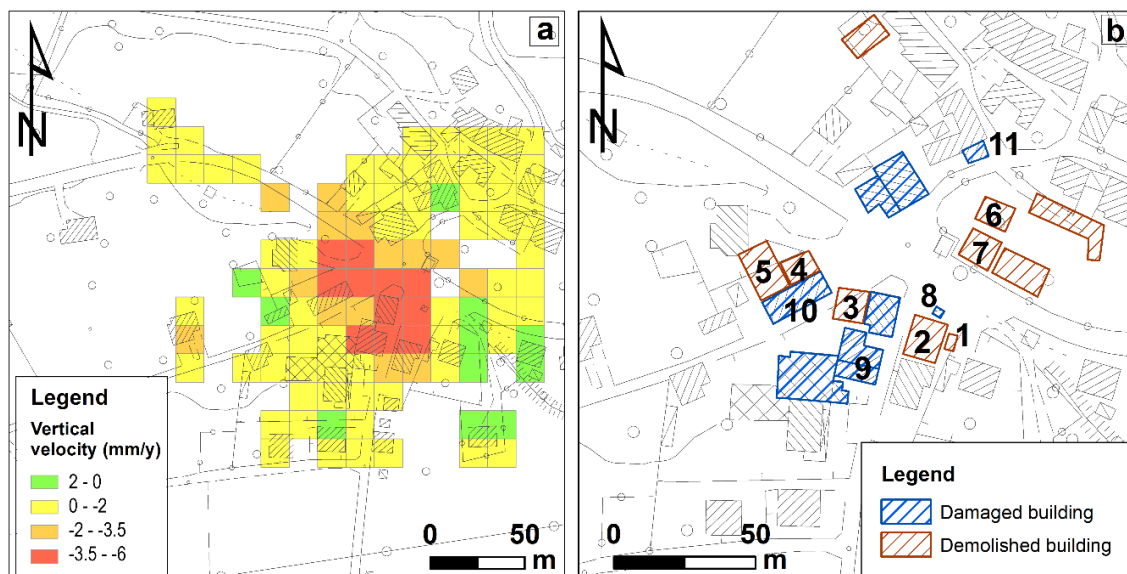 a
N
Legend
Vertical
velocity (mm/y)
2 - 0
0 - -2
-2 - -3.5
-3.5 - -6
0 50
m
b
N
11
6
7
5
4
10
3
8
2
1
9
Legend
Damaged building
Demolished building
0 50
m